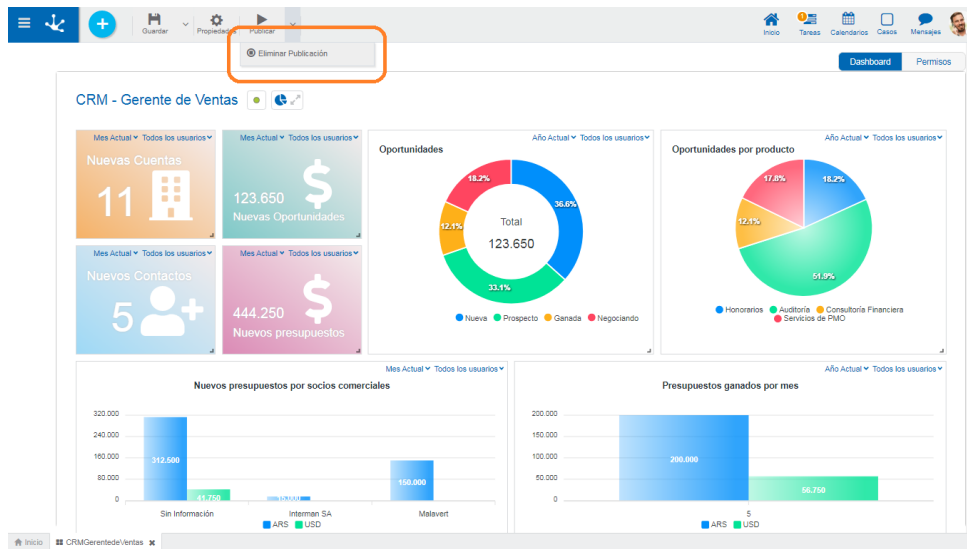 Guardar
Propiedades
Publicar
Inicio
Tareas
Calendarios
Casos
Mensajes
Eliminar Publicación
Dashboard
Permisos
CRM - Gerente de Ventas
Mes Actual Todos los usuarios
Nuevas Cuentas
11
Mes Actual Todos los usuarios
123.650
Nuevas Oportunidades
Mes Actual Todos los usuarios
Nuevos Contactos
5
Mes Actual Todos los usuarios
444.250
Nuevos presupuestos
Año Actual Todos los usuarios
Oportunidades
18.2%
36.6%
12.1%
33.1%
Total
123.650
Nueva Prospecto Ganada Negociando
Año Actual Todos los usuarios
Oportunidades por producto
17.8%
18.2%
12.1%
51.9%
Honorarios Auditoría Consultoría Financiera
Servicios de PMO
Mes Actual Todos los usuarios
Nuevos presupuestos por socios comerciales
320.000
240.000
160.000
80.000
0
312.500
41.750
15.000
150.000
Sin Información
Interman SA
Malavert
ARS USD
Año Actual Todos los usuarios
Presupuestos ganados por mes
200.000
150.000
100.000
50.000
0
200.000
56.750
5
ARS USD
Inicio
CRMGerentedeVentas